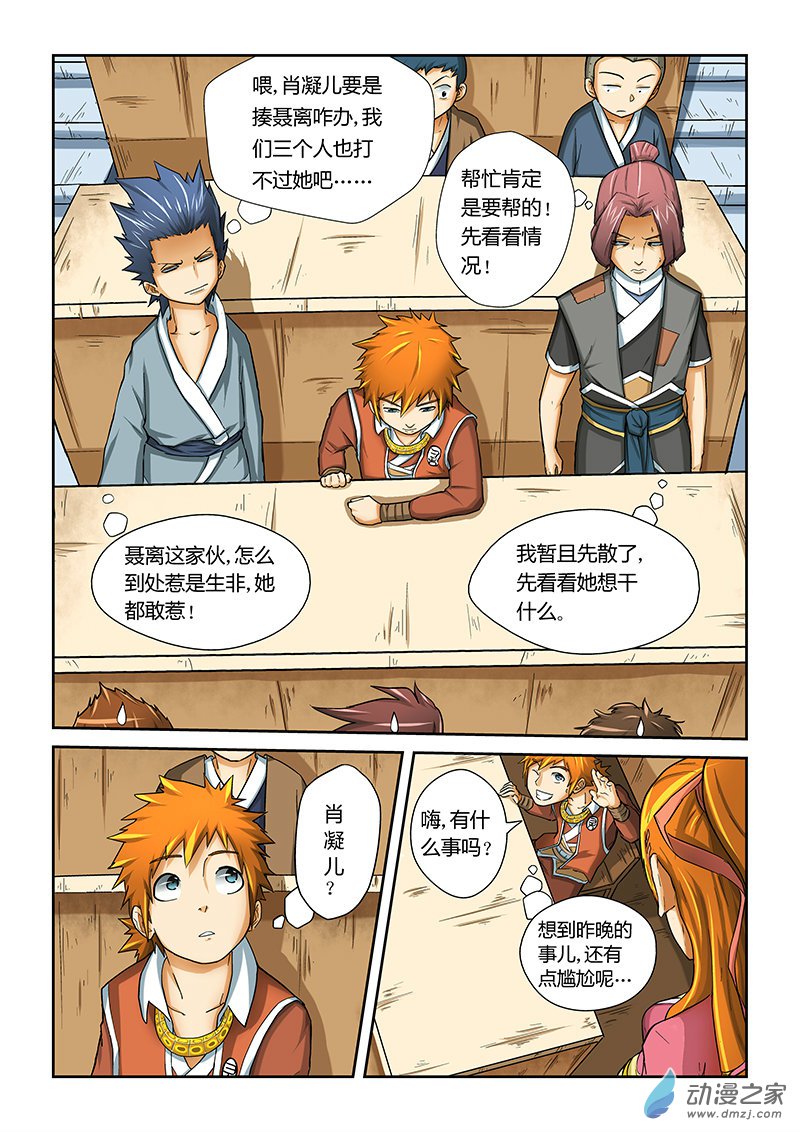 喂,肖凝儿要是
揍聂离咋办,我
们三个人也打
不过她吧……
帮忙肯定
是要帮的!
先看看情
况!
聂离这家伙,怎么
到处惹是生非,她
都敢惹!
我暂且先散了,
先看看她想干
什么。
肖凝儿?
嗨,有什
么事吗?
想到昨晚的
事儿,还有
点尴尬呢…
动漫之家
www.dmzj.com